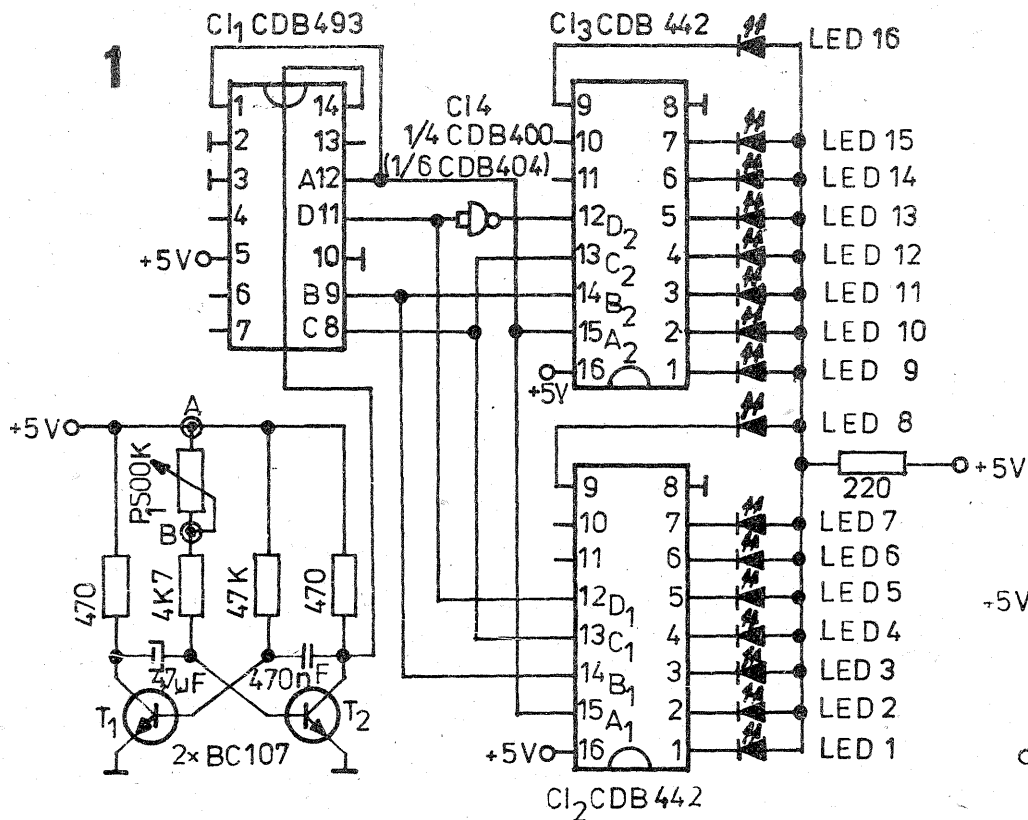 1
CI1 CDB493
1
2
3
4
+5V 5
6
7
14
13
A12
D11
10
B9
C8
CI4
1/4 CDB400
(1/6 CDB404)
CI3 CDB 442
9
10
11
12 D2
13 C2
14 B2
15 A2
16
+5V
8
7
6
5
4
3
2
1
LED 16
LED 15
LED 14
LED 13
LED 12
LED 11
LED 10
LED 9
LED 8
220
+5V
9
10
11
12 D1
13 C1
14 B1
15 A1
+5V 16
8
7
6
5
4
3
2
1
LED 7
LED 6
LED 5
LED 4
LED 3
LED 2
LED 1
CI2 CDB 442
+5V
A
P1 500K
B
470
4K7
47K
470
47µF
470nF
T1
T2
2× BC107
-5V